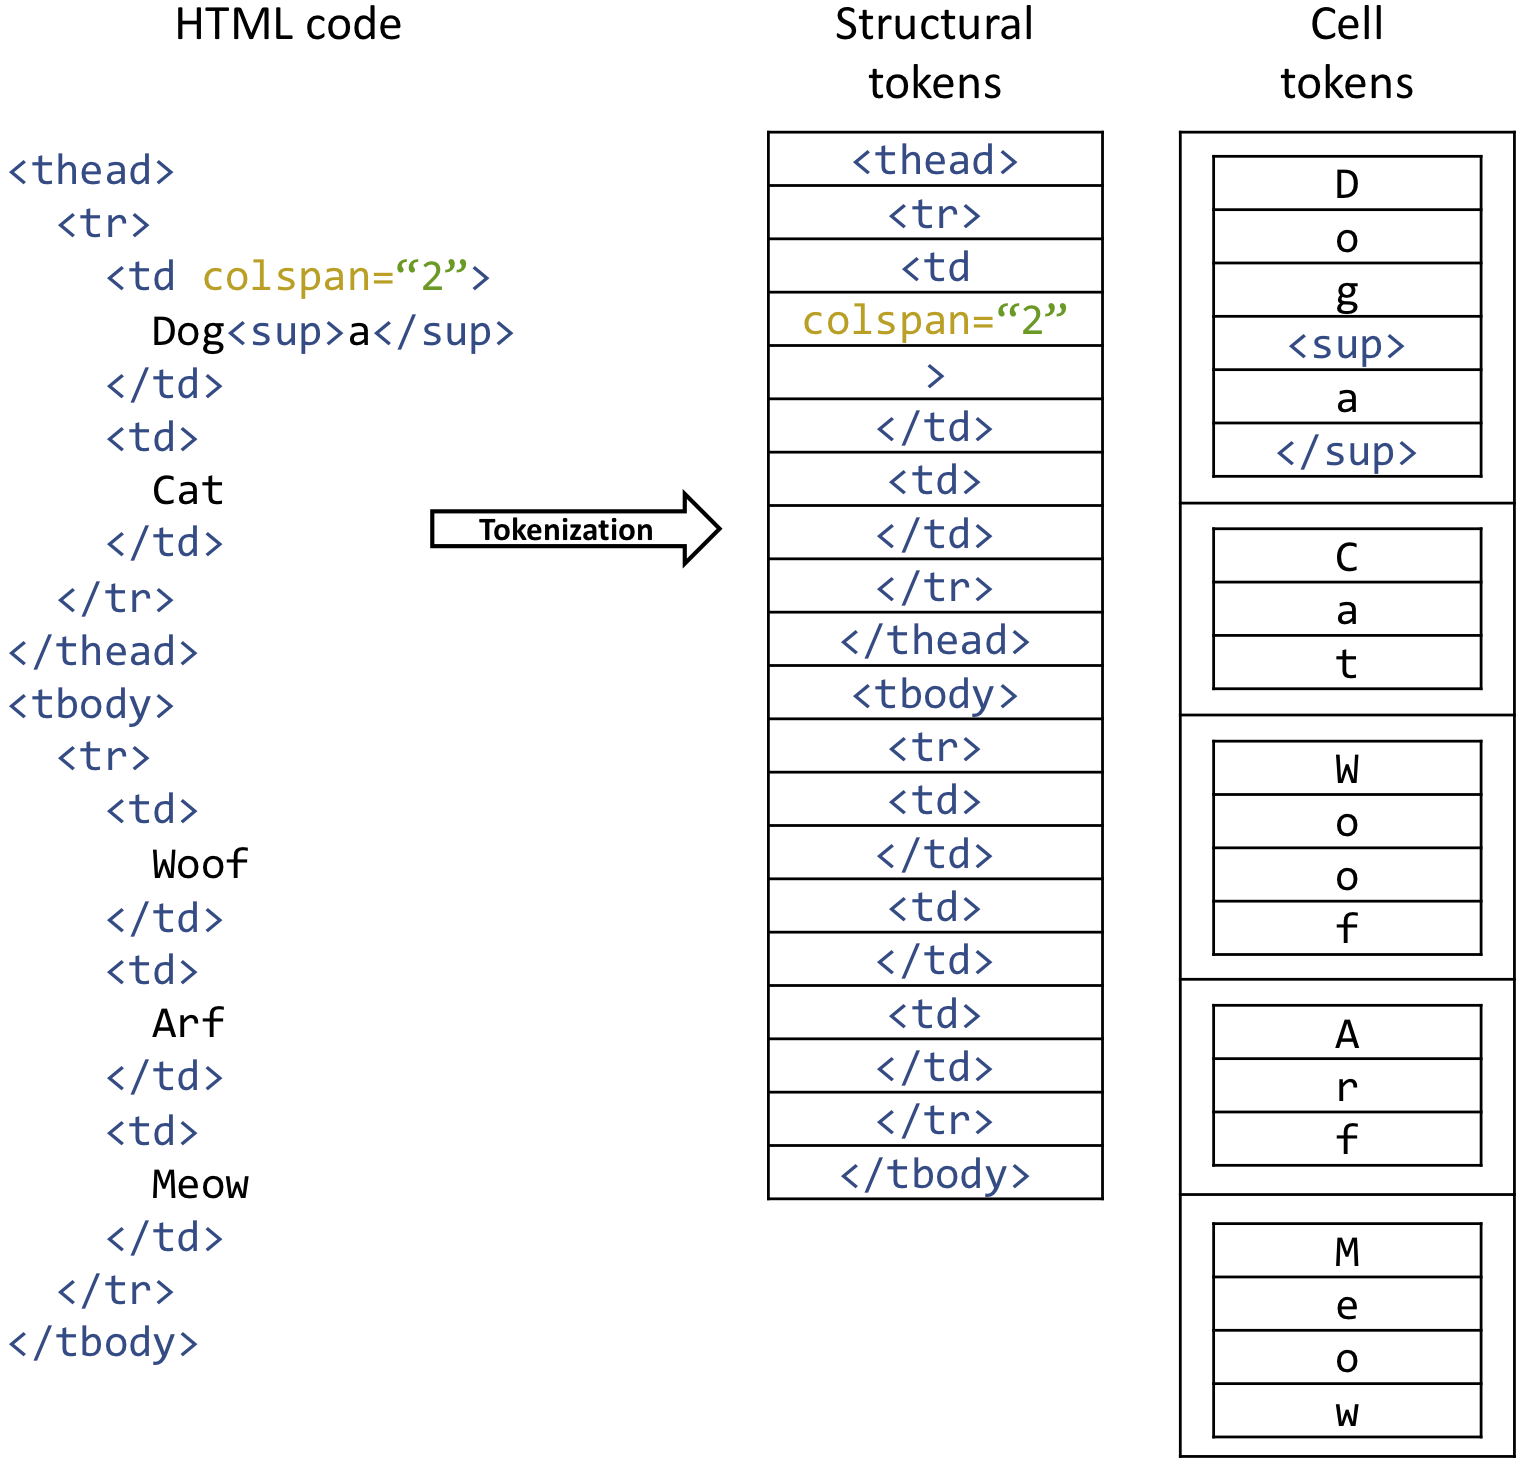 HTML code
<thead>
<tr>
<td colspan=“2”>
Dog<sup>a</sup>
</td>
<td>
Cat
</td>
</tr>
</thead>
<tbody>
<tr>
<td>
Woof
</td>
<td>
Arf
</td>
<td>
Meow
</td>
</tr>
</tbody>
Tokenization
Structural
tokens
<thead>
<tr>
<td
colspan=“2”
>
</td>
<td>
</td>
</tr>
</thead>
<tbody>
<tr>
<td>
</td>
<td>
</td>
<td>
</td>
</tr>
</tbody>
Cell
tokens
D
o
g
<sup>
a
</sup>
C
a
t
W
o
o
f
A
r
f
M
e
o
w